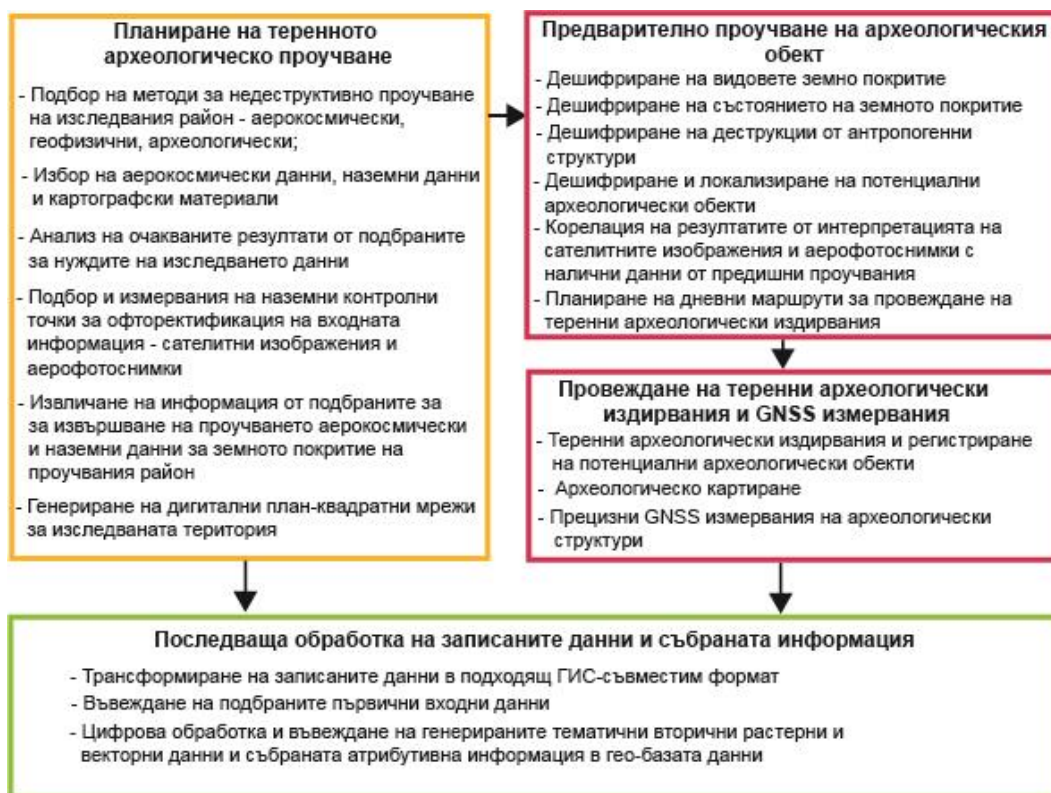 Планиране на теренното
археологическо проучване
- Подбор на методи за недеструктивно проучване
на изследвания район - аерокосмически,
геофизични, археологически;
- Избор на аерокосмически данни, наземни данни
и картографски материали
- Анализ на очакваните резултати от подбраните
за нуждите на изследването данни
- Подбор и измервания на наземни контролни
точки за офторектификация на входната
информация - сателитни изображения и
аерофотоснимки
- Извличане на информация от подбраните за
за извършване на проучването аерокосмически
и наземни данни за земното покритие на
проучвания район
- Генериране на дигитални план-квадратни мрежи
за изследваната територия
Предварително проучване на археологическия
обект
- Дешифриране на видовете земно покритие
- Дешифриране на състоянието на земното покритие
- Дешифриране на деструкции от антропогенни
структури
- Дешифриране и локализиране на потенциални
археологически обекти
- Корелация на резултатите от интерпретацията на
сателитните изображения и аерофотоснимки с
налични данни от предишни проучвания
- Планиране на дневни маршрути за провеждане на
теренни археологически издирвания
Провеждане на теренни археологически
издирвания и GNSS измервания
- Теренни археологически издирвания и регистриране
на потенциални археологически обекти
- Археологическо картиране
- Прецизни GNSS измервания на археологически
структури
Последваща обработка на записаните данни и събраната информация
- Трансформиране на записаните данни в подходящ ГИС-съвместим формат
- Въвеждане на подбраните първични входни данни
- Цифрова обработка и въвеждане на генерираните тематични вторични растерни и
векторни данни и събраната атрибутивна информация в гео-базата данни